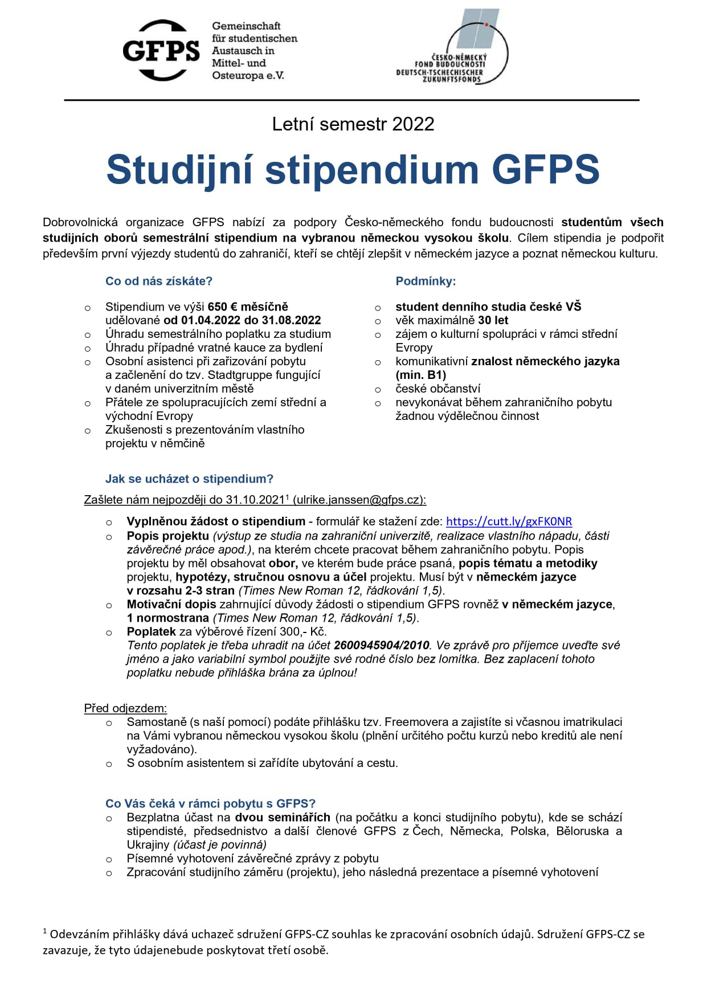 GFPS
Gemeinschaft
für studentischen
Austausch in
Mittel- und
Osteuropa e.V.
ČESKO-NĚMECKÝ
FOND BUDOUCNOSTI
DEUTSCH-TSCHECHISCHER
ZUKUNFTSFONDS
Letní semestr 2022
Studijní stipendium GFPS
Dobrovolnická organizace GFPS nabízí za podpory Česko-německého fondu budoucnosti studentům všech
studijních oborů semestrální stipendium na vybranou německou vysokou školu. Cílem stipendia je podpořit
především první výjezdy studentů do zahraničí, kteří se chtějí zlepšit v německém jazyce a poznat německou kulturu.
Co od nás získáte?
o Stipendium ve výši 650 € měsíčně
udělované od 01.04.2022 do 31.08.2022
o Úhradu semestrálního poplatku za studium
o Úhradu případné vratné kauce za bydlení
o Osobní asistenci při zařizování pobytu
a začlenění do tzv. Stadtgruppe fungující
v daném univerzitním městě
o Přátele ze spolupracujících zemí střední a
východní Evropy
o Zkušenosti s prezentováním vlastního
projektu v němčině
Podmínky:
o student denního studia české VŠ
o věk maximálně 30 let
o zájem o kulturní spolupráci v rámci střední
Evropy
o komunikativní znalost německého jazyka
(min. B1)
o české občanství
o nevykonávat během zahraničního pobytu
žadnou výdělečnou činnost
Jak se ucházet o stipendium?
Zašlete nám nejpozději do 31.10.2021¹ (ulrike.janssen@gfps.cz):
o Vyplněnou žádost o stipendium - formulář ke stažení zde: https://cutt.ly/gxFK0NR
o Popis projektu (výstup ze studia na zahraniční univerzitě, realizace vlastního nápadu, části
závěrečné práce apod.), na kterém chcete pracovat během zahraničního pobytu. Popis
projektu by měl obsahovat obor, ve kterém bude práce psaná, popis tématu a metodiky
projektu, hypotézy, stručnou osnovu a účel projektu. Musí být v německém jazyce
v rozsahu 2-3 stran (Times New Roman 12, řádkování 1,5).
o Motivační dopis zahrnující důvody žádosti o stipendium GFPS rovněž v německém jazyce,
1 normostrana (Times New Roman 12, řádkování 1,5).
o Poplatek za výběrové řízení 300,- Kč.
Tento poplatek je třeba uhradit na účet 2600945904/2010. Ve zprávě pro příjemce uveďte své
jméno a jako variabilní symbol použijte své rodné číslo bez lomítka. Bez zaplacení tohoto
poplatku nebude přihláška brána za úplnou!
Před odjezdem:
o Samostaně (s naší pomocí) podáte přihlášku tzv. Freemovera a zajistíte si včasnou imatrikulaci
na Vámi vybranou německou vysokou školu (plnění určitého počtu kurzů nebo kreditů ale není
vyžadováno).
o S osobním asistentem si zařídíte ubytování a cestu.
Co Vás čeká v rámci pobytu s GFPS?
o Bezplatna účast na dvou seminářích (na počátku a konci studijního pobytu), kde se schází
stipendisté, předsednistvo a další členové GFPS z Čech, Německa, Polska, Běloruska a
Ukrajiny (účast je povinná)
o Písemné vyhotovení závěrečné zprávy z pobytu
o Zpracování studijního záměru (projektu), jeho následná prezentace a písemné vyhotovení
¹ Odevzáním přihlášky dává uchazeč sdružení GFPS-CZ souhlas ke zpracování osobních údajů. Sdružení GFPS-CZ se
zavazuje, že tyto údajenebude poskytovat třetí osobě.